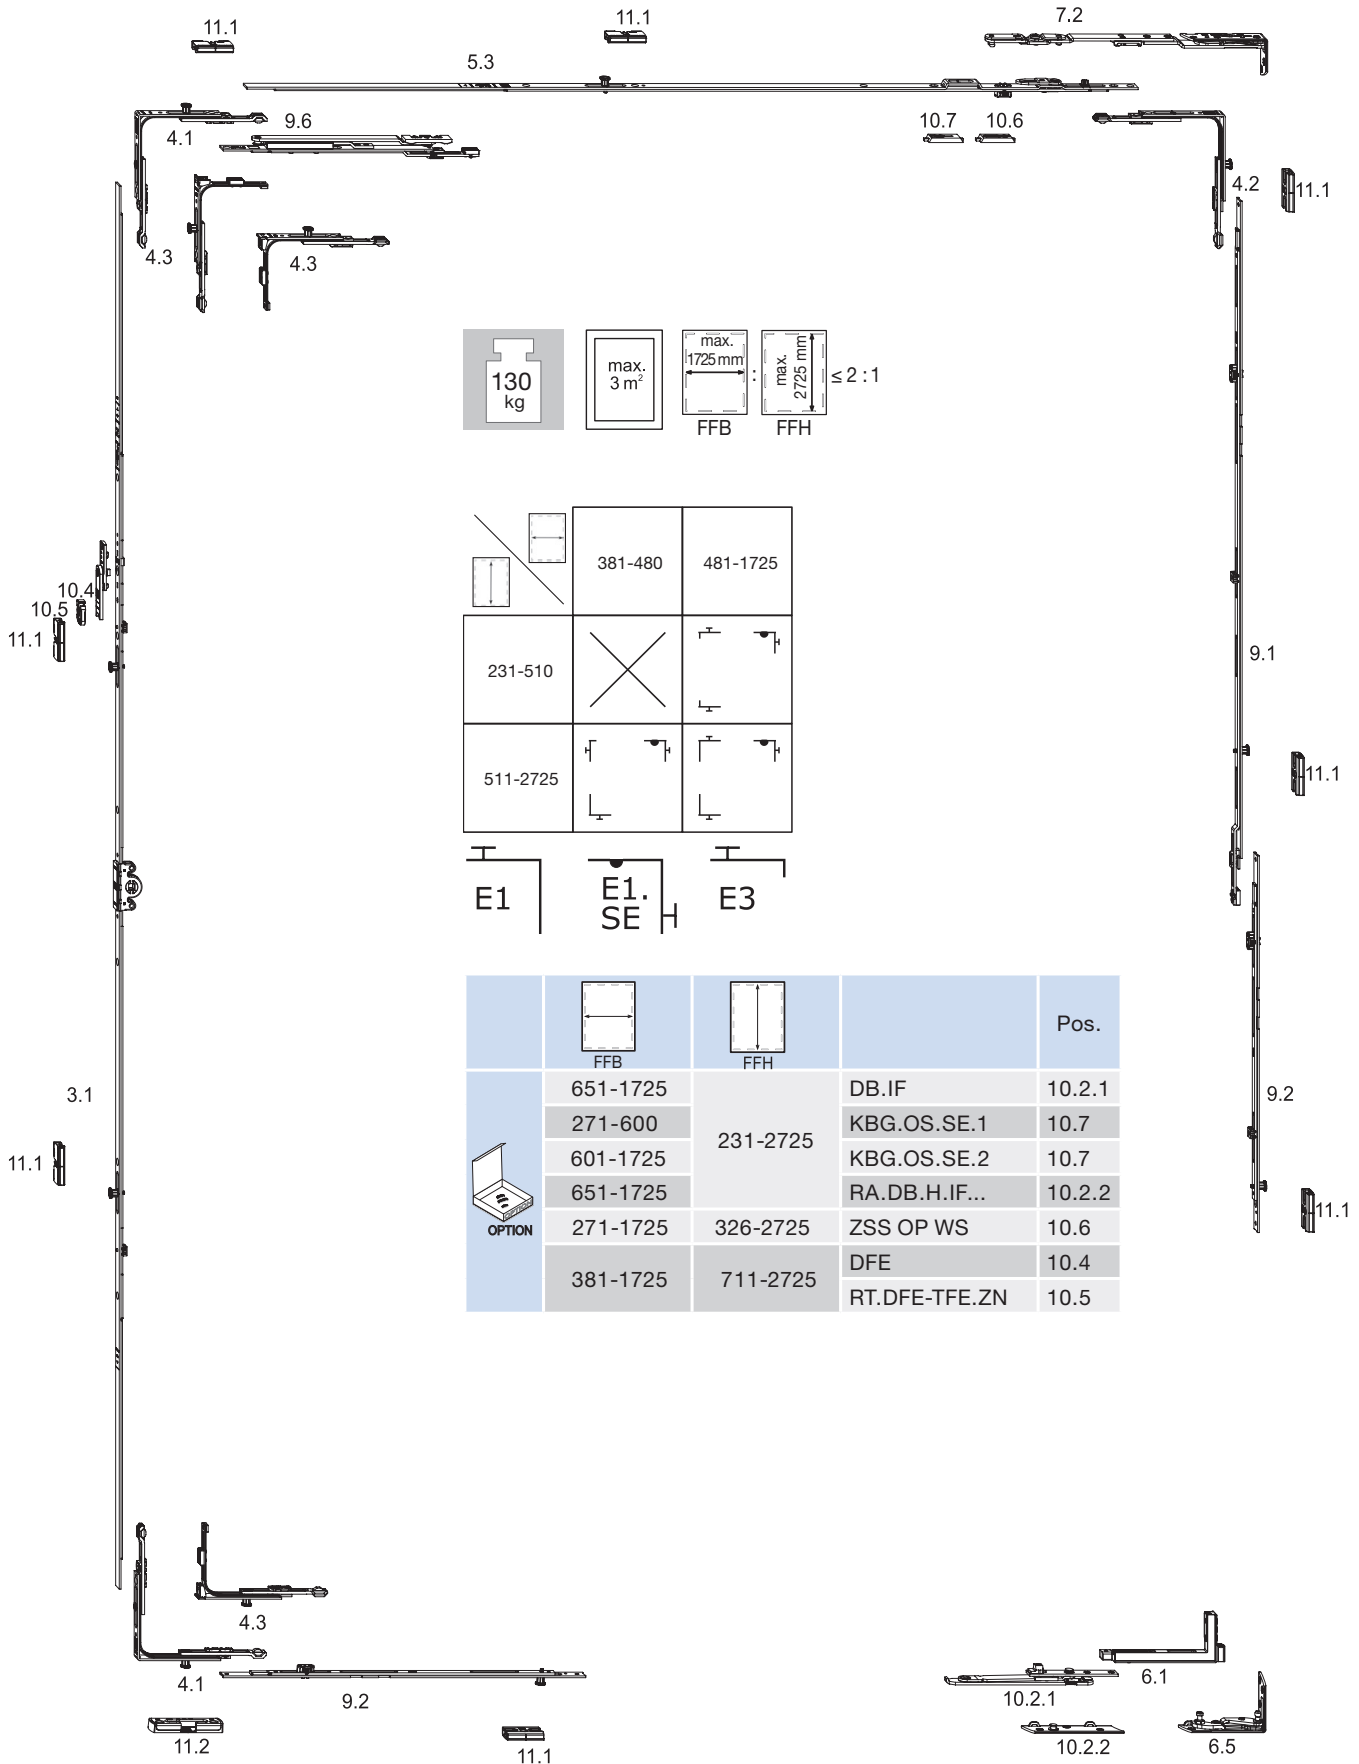 11.1
11.1
7.2
5.3
4.1
9.6
10.7
10.6
4.2
11.1
4.3
4.3
130
kg
max.
3 m²
max.
1725 mm
FFB
:
max.
2725 mm
FFH
≤ 2 : 1
381-480
481-1725
231-510
511-2725
E1
E1.
SE
E3
10.4
10.5
11.1
9.1
11.1
FFB
FFH
Pos.
OPTION
651-1725
231-2725
DB.IF
10.2.1
271-600
KBG.OS.SE.1
10.7
601-1725
KBG.OS.SE.2
10.7
651-1725
RA.DB.H.IF...
10.2.2
271-1725
326-2725
ZSS OP WS
10.6
381-1725
711-2725
DFE
10.4
RT.DFE-TFE.ZN
10.5
3.1
9.2
11.1
11.1
4.3
4.1
9.2
10.2.1
6.1
11.2
11.1
10.2.2
6.5